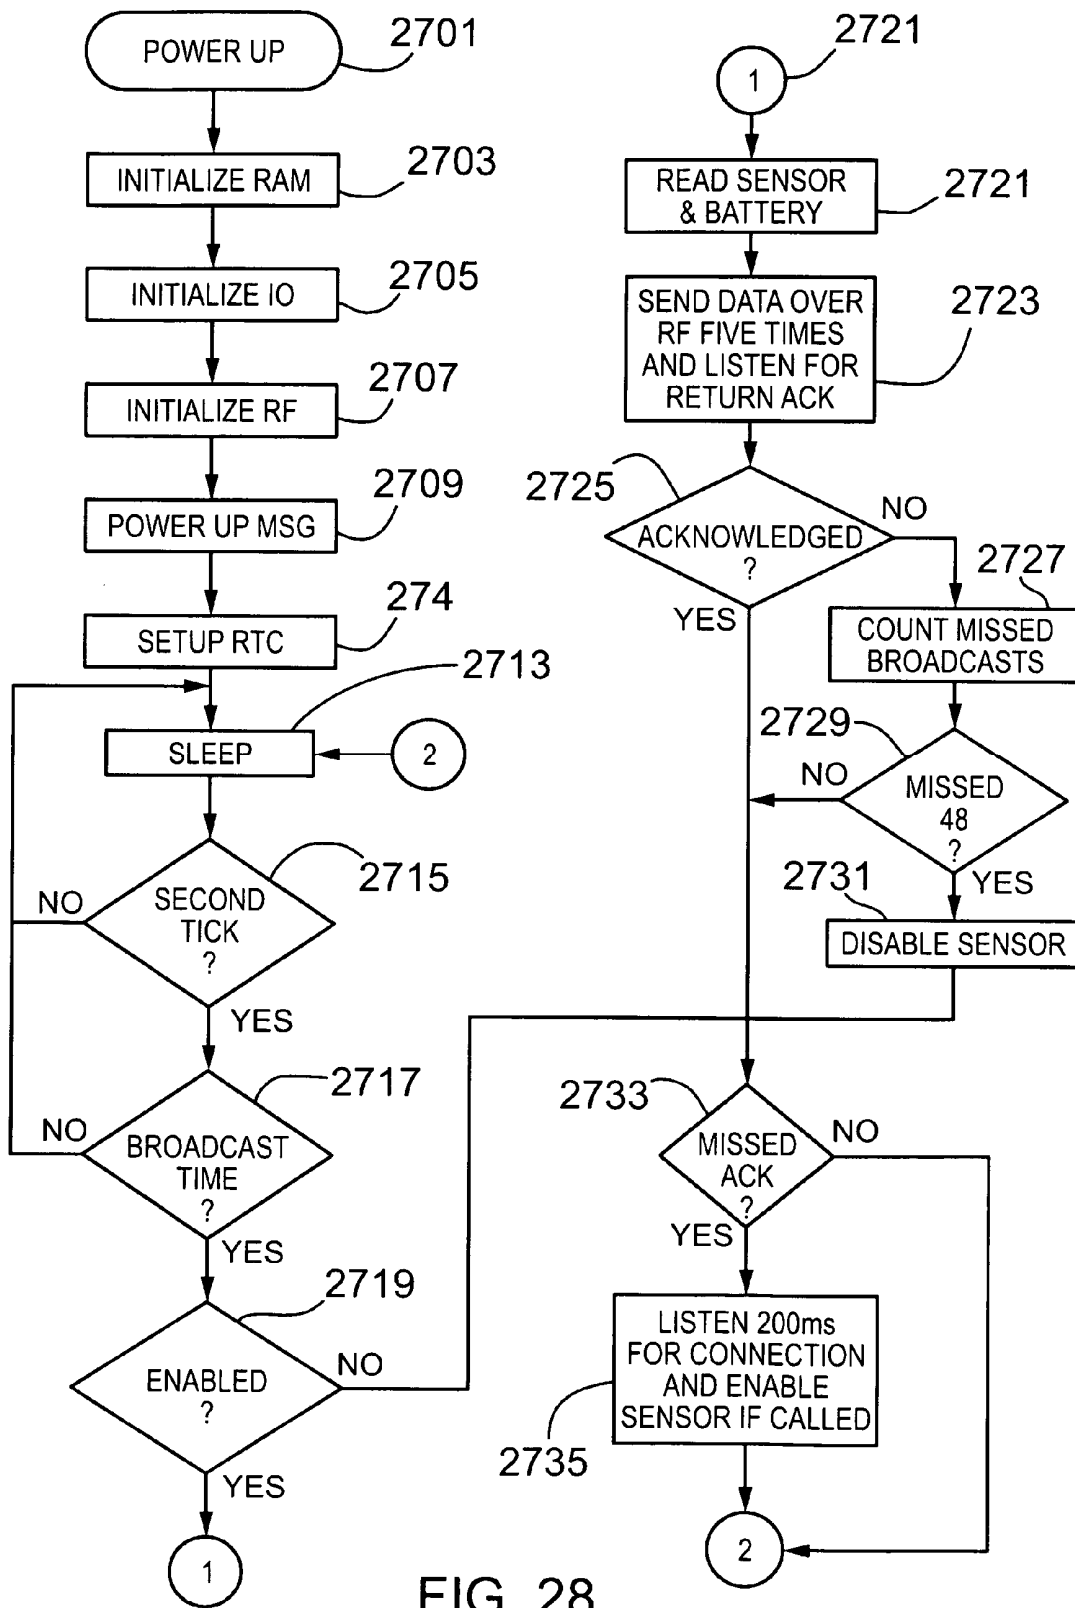 POWER UP
2701
INITIALIZE RAM
2703
INITIALIZE IO
2705
INITIALIZE RF
2707
POWER UP MSG
2709
SETUP RTC
274
2713
SLEEP
2
SECOND
TICK
?
2715
NO
YES
BROADCAST
TIME
?
2717
NO
YES
ENABLED
?
2719
NO
YES
1
1
2721
READ SENSOR
& BATTERY
2721
SEND DATA OVER
RF FIVE TIMES
AND LISTEN FOR
RETURN ACK
2723
2725
ACKNOWLEDGED
?
NO
YES
2727
COUNT MISSED
BROADCASTS
2729
MISSED
48
?
NO
YES
2731
DISABLE SENSOR
2733
MISSED
ACK
?
NO
YES
LISTEN 200ms
FOR CONNECTION
AND ENABLE
SENSOR IF CALLED
2735
2
FIG. 28